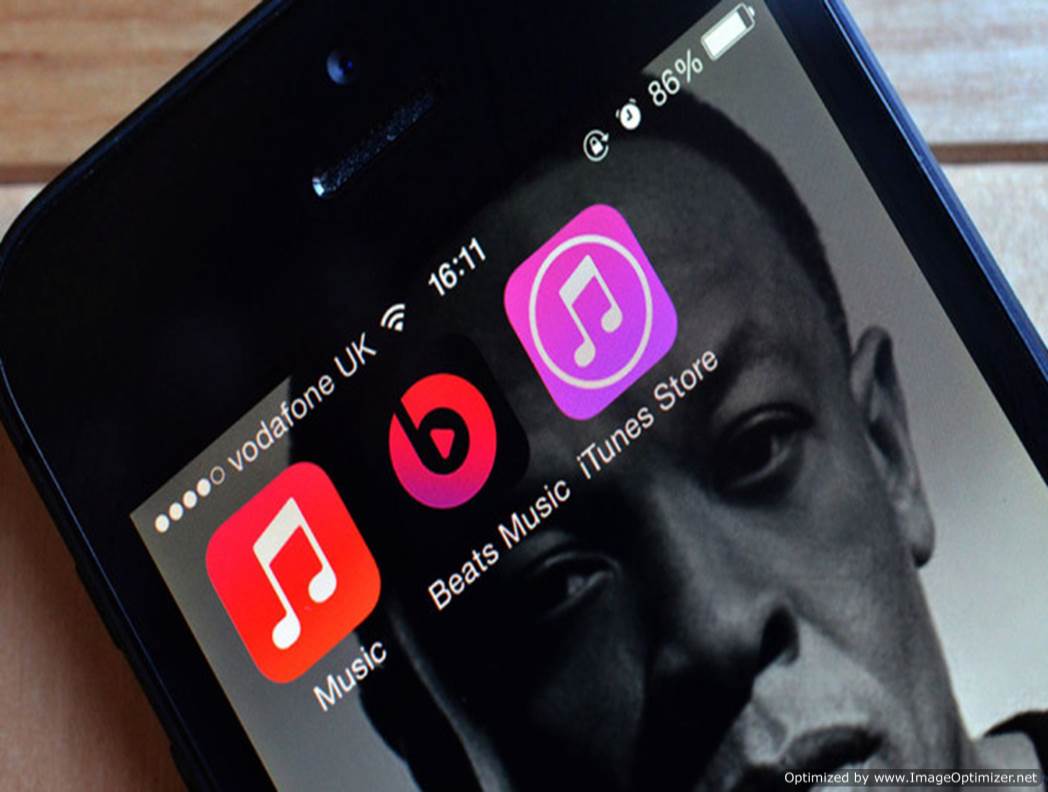 vodafone UK
16:11
86%
Music
Beats Music
iTunes Store
Optimized by www.ImageOptimizer.net